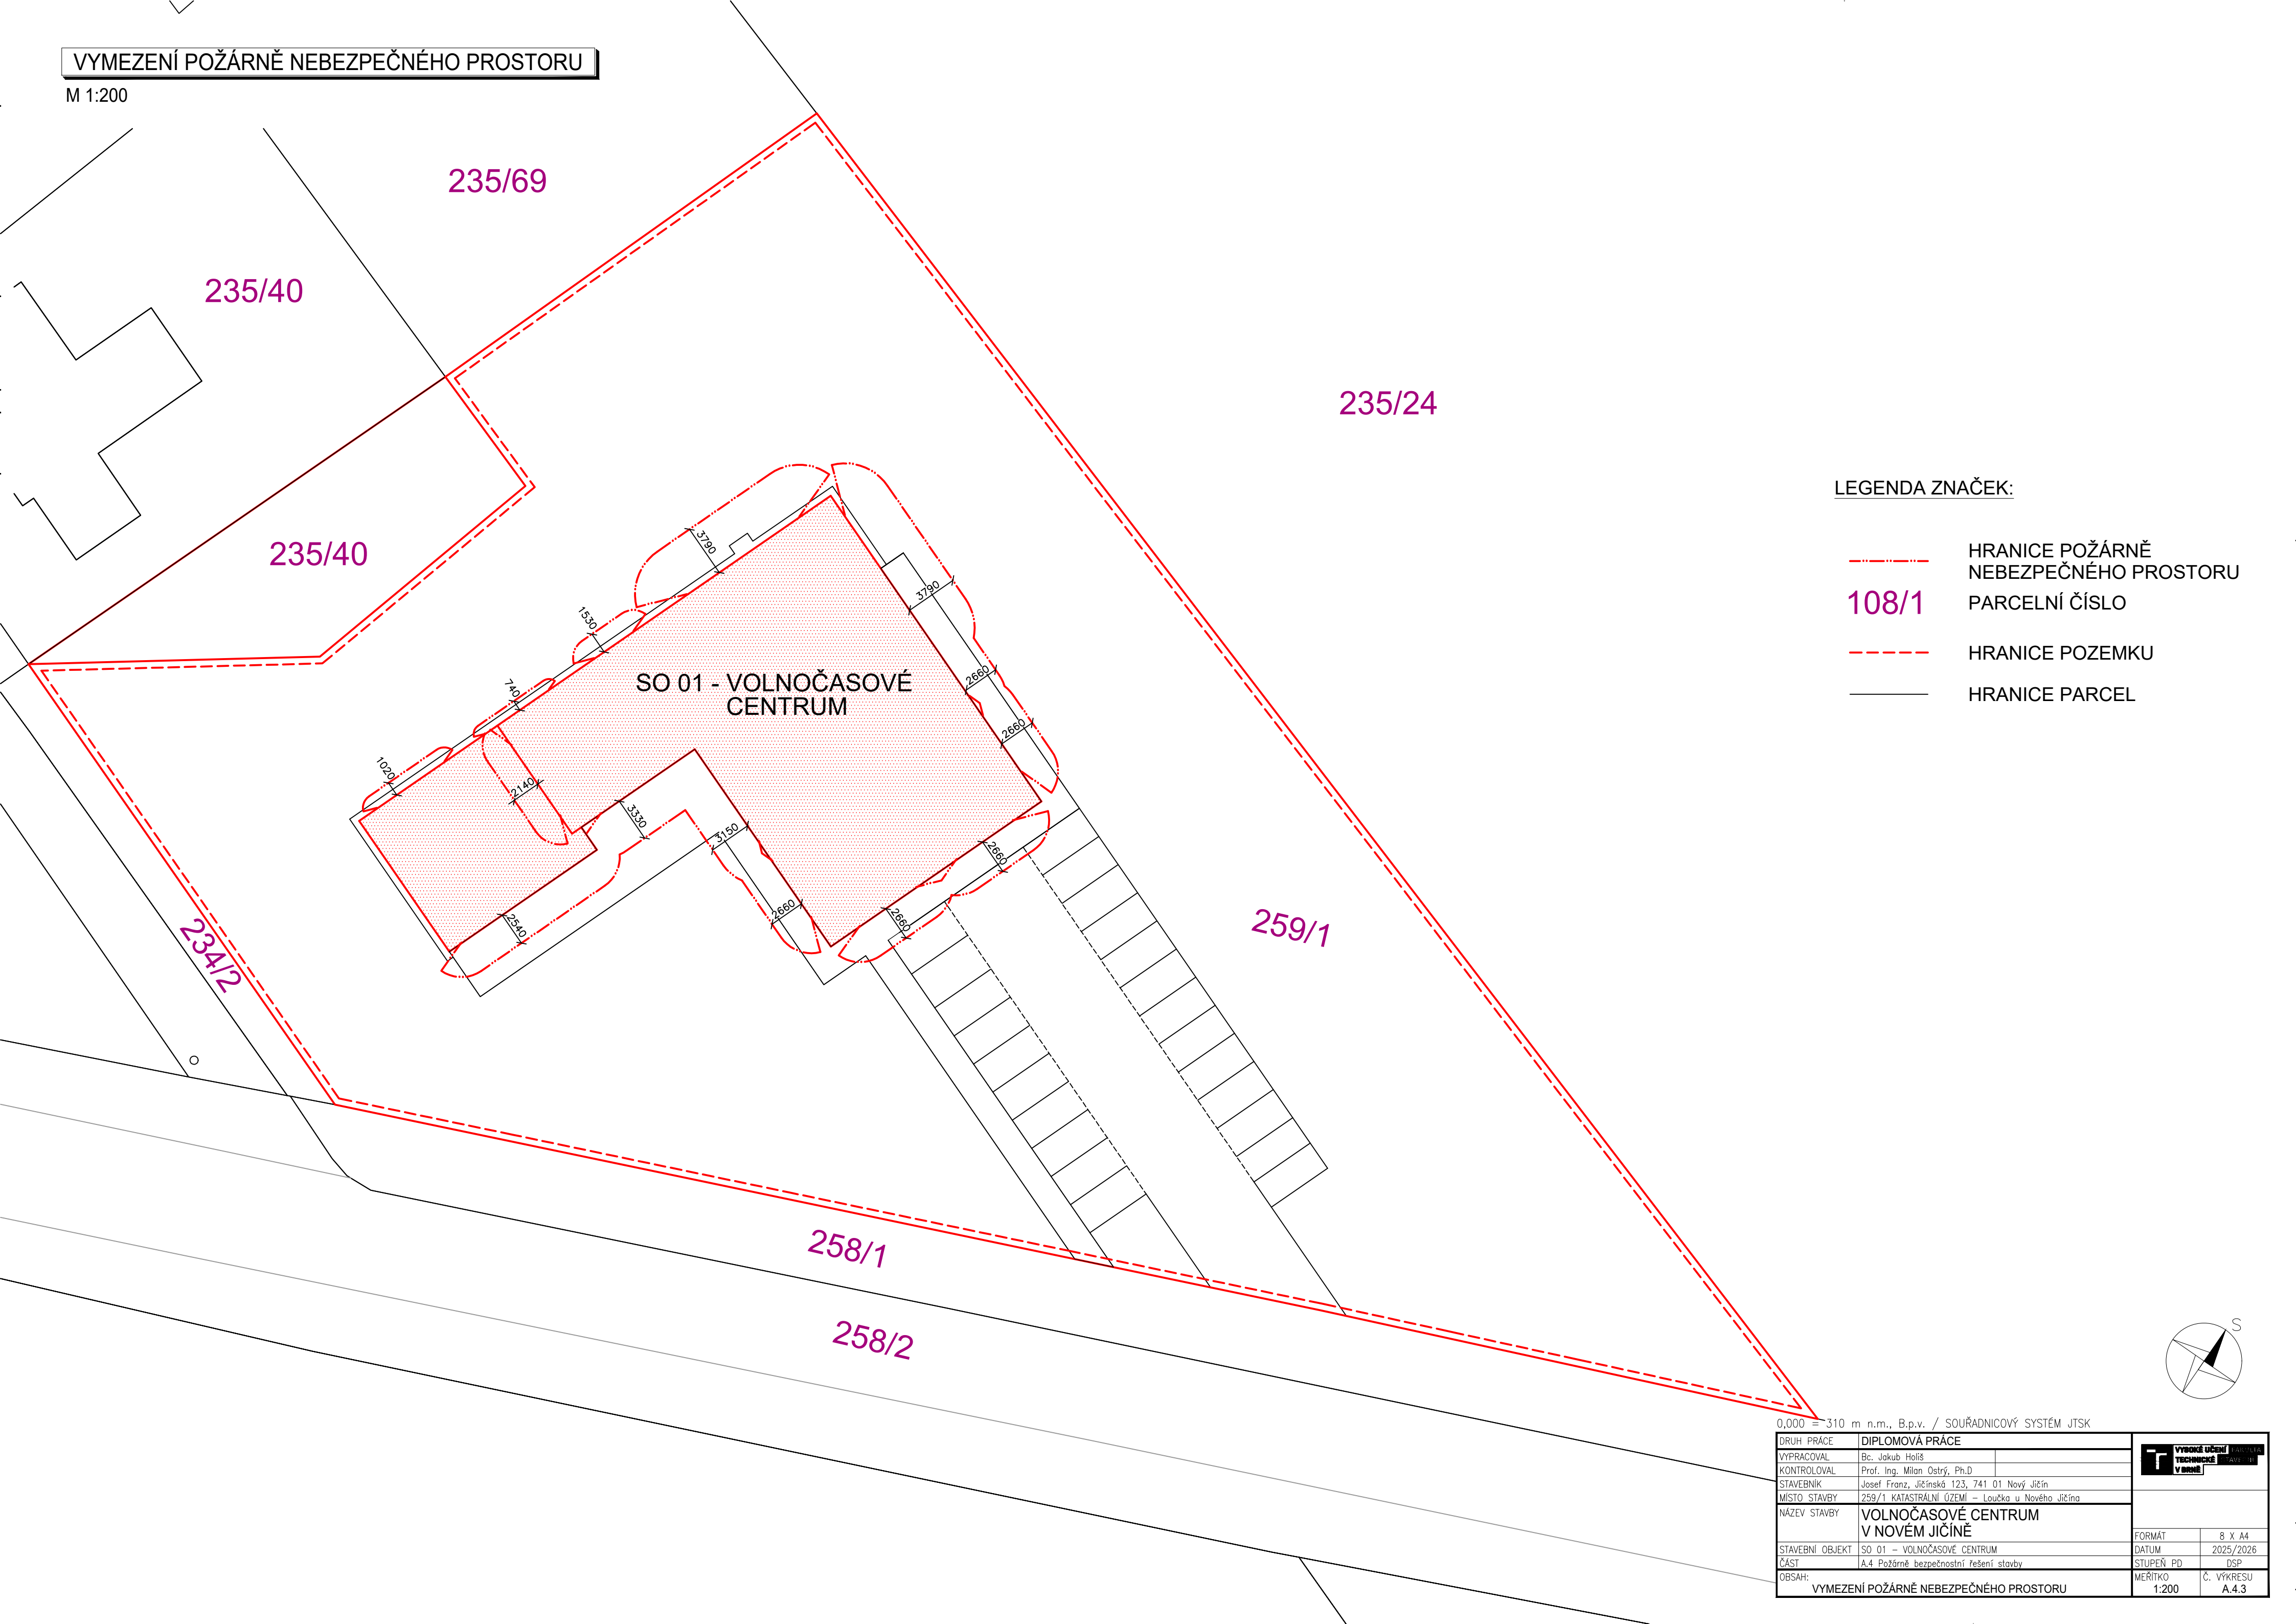 VYMEZENÍ POŽÁRNĚ NEBEZPEČNÉHO PROSTORU
M 1:200
235/69
235/40
235/24
235/40
LEGENDA ZNAČEK:
HRANICE POŽÁRNĚ
NEBEZPEČNÉHO PROSTORU
108/1 PARCELNÍ ČÍSLO
HRANICE POZEMKU
HRANICE PARCEL
3790
3790
1530
2660
740
SO 01 - VOLNOČASOVÉ
CENTRUM
2660
1020
2140
3330
3150
2660
2660
2660
2540
234/2
259/1
258/1
258/2
S
0,000 = 310 m n.m., B.p.v. / SOUŘADNICOVÝ SYSTÉM JTSK
DRUH PRÁCE DIPLOMOVÁ PRÁCE
VYPRACOVAL Bc. Jakub Holiš
KONTROLOVAL Prof. Ing. Milan Ostrý, Ph.D
STAVEBNÍK Josef Franz, Jičínská 123, 741 01 Nový Jičín
MÍSTO STAVBY 259/1 KATASTRÁLNÍ ÚZEMÍ – Loučka u Nového Jičína
NÁZEV STAVBY VOLNOČASOVÉ CENTRUM
V NOVÉM JIČÍNĚ
STAVEBNÍ OBJEKT SO 01 – VOLNOČASOVÉ CENTRUM
ČÁST A.4 Požárně bezpečnostní řešení stavby
OBSAH:
VYMEZENÍ POŽÁRNĚ NEBEZPEČNÉHO PROSTORU
VYSOKÉ UČENÍ
TECHNICKÉ
V BRNĚ
FORMÁT 8 X A4
DATUM 2025/2026
STUPEŇ PD DSP
MEŘÍTKO Č. VÝKRESU
1:200 A.4.3